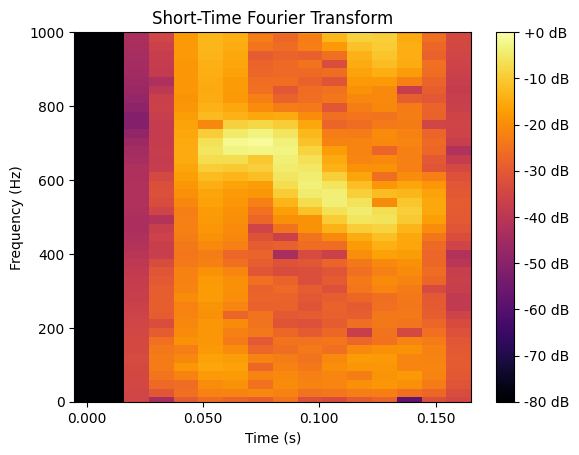 Short-Time Fourier Transform
1000
800
600
400
200
0
Frequency (Hz)
0.000
0.050
0.100
0.150
Time (s)
+0 dB
-10 dB
-20 dB
-30 dB
-40 dB
-50 dB
-60 dB
-70 dB
-80 dB